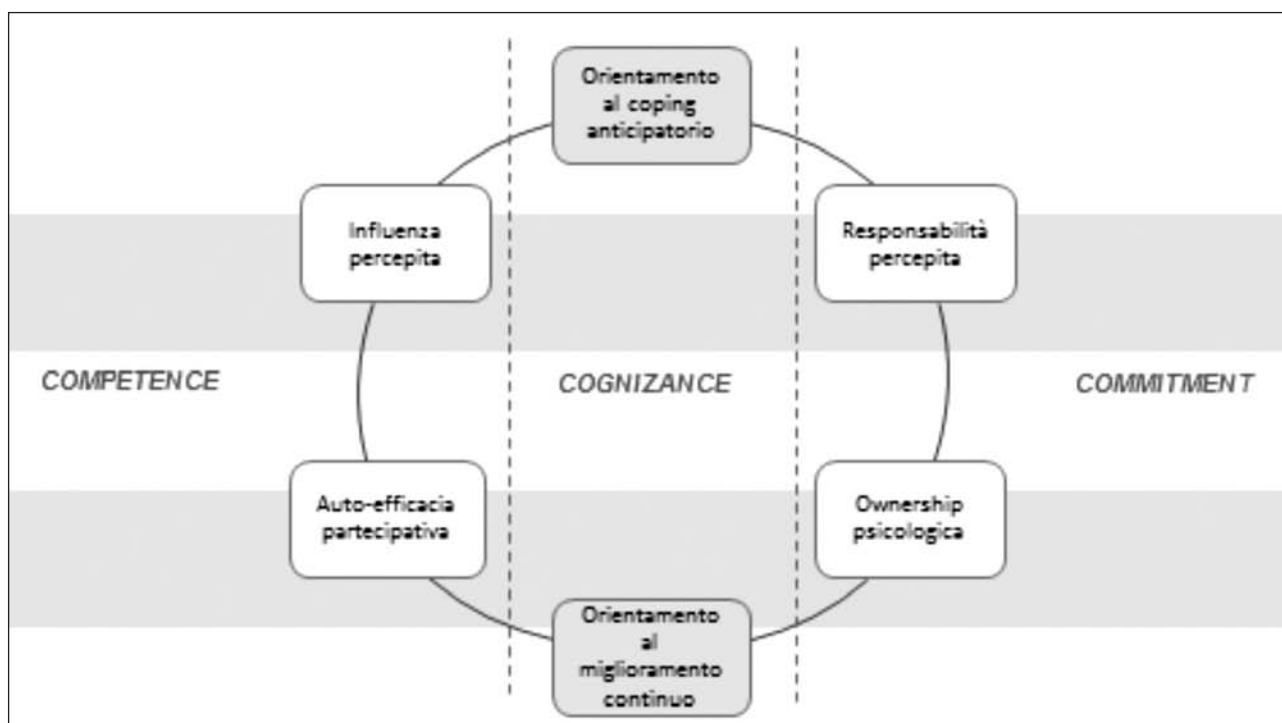 Orientamento
al coping
anticipatorio
Influenza
percepita
Responsabilità
percepita
COMPETENCE
COGNIZANCE
COMMITMENT
Auto-efficacia
partecipativa
Ownership
psicologica
Orientamento
al
miglioramento
continuo